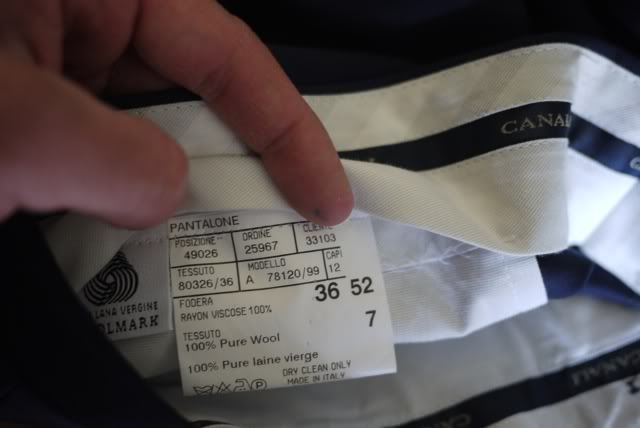 CANAL
PANTALONE
POSIZIONE ORDINE CLIENTE
49026 25967 33103
TESSUTO MODELLO CAPI
80326/36 A 78120/99 12
FODERA 36 52
RAYON VISCOSE 100%
7
TESSUTO
100% Pure Wool
100% Pure laine vierge
DRY CLEAN ONLY
MADE IN ITALY
LANA VERGINE
OLMARK
CANALI